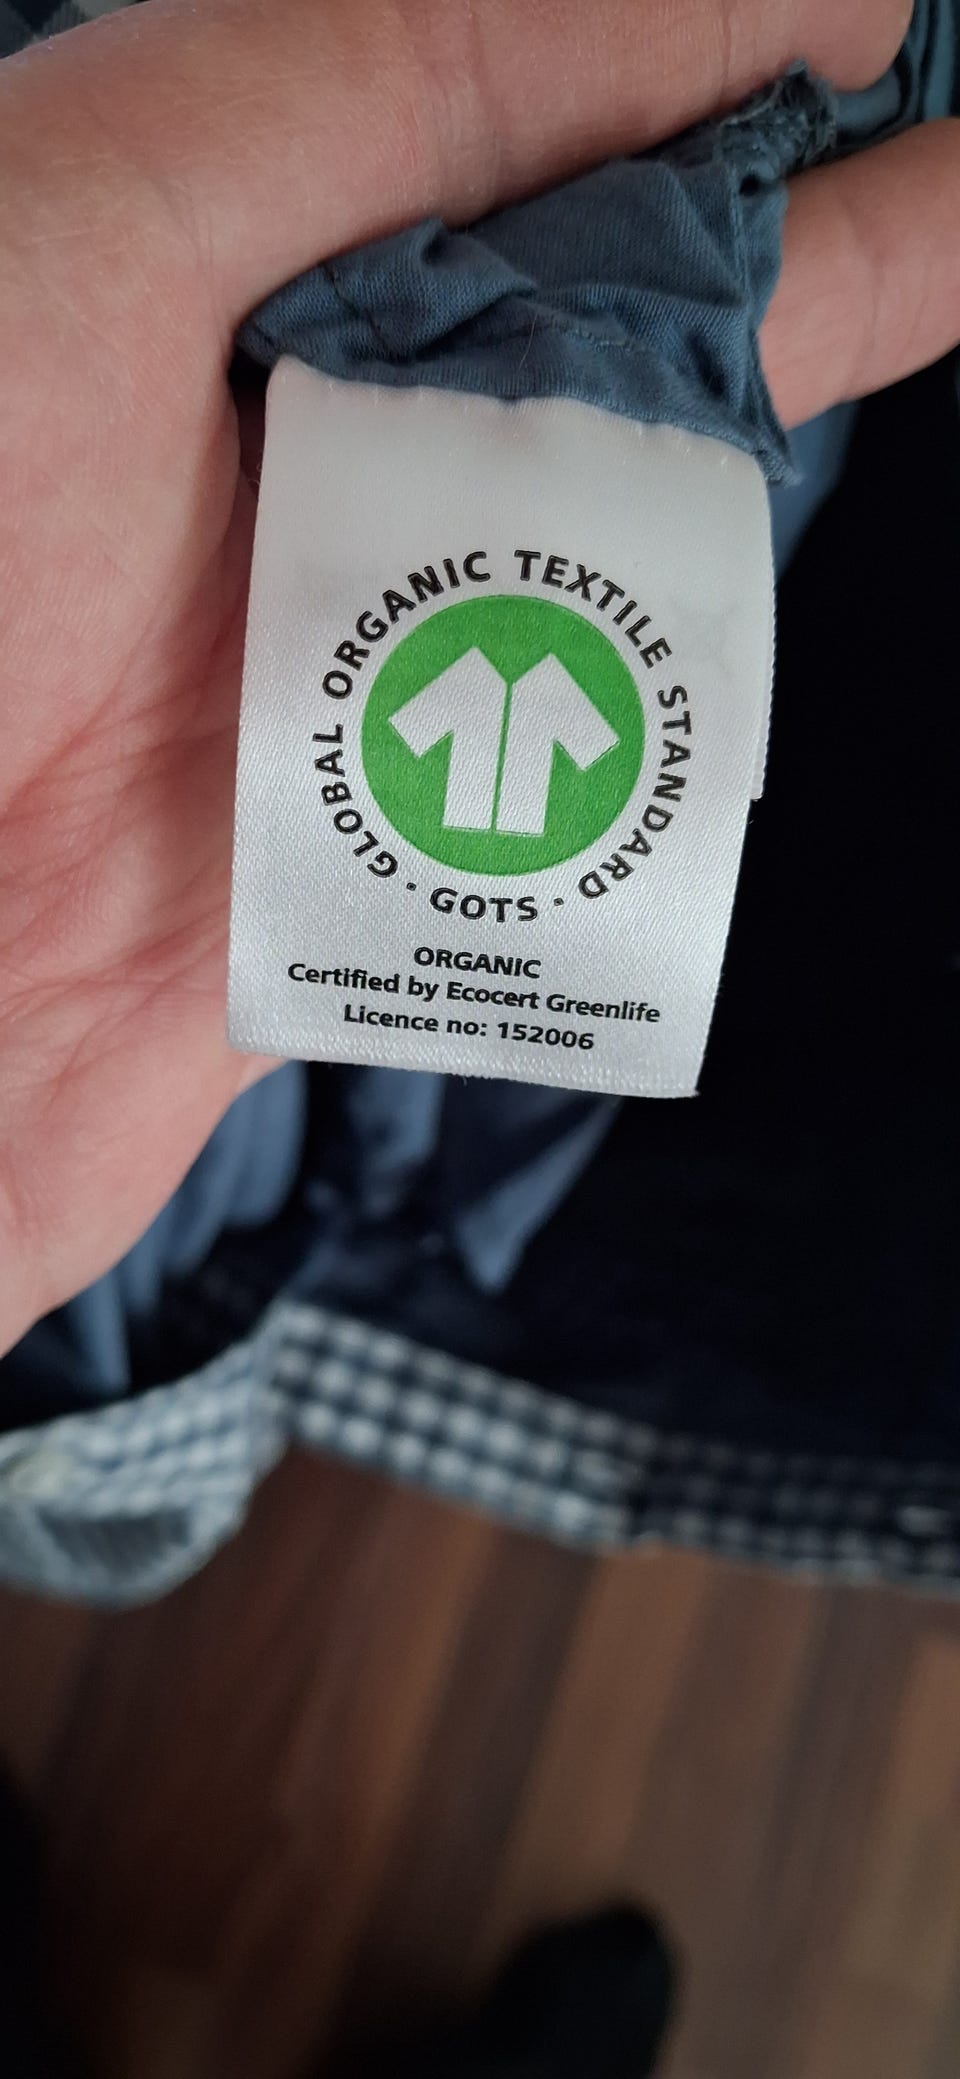 GLOBAL ORGANIC TEXTILE STANDARD · GOTS ·
ORGANIC
Certified by Ecocert Greenlife
Licence no: 152006